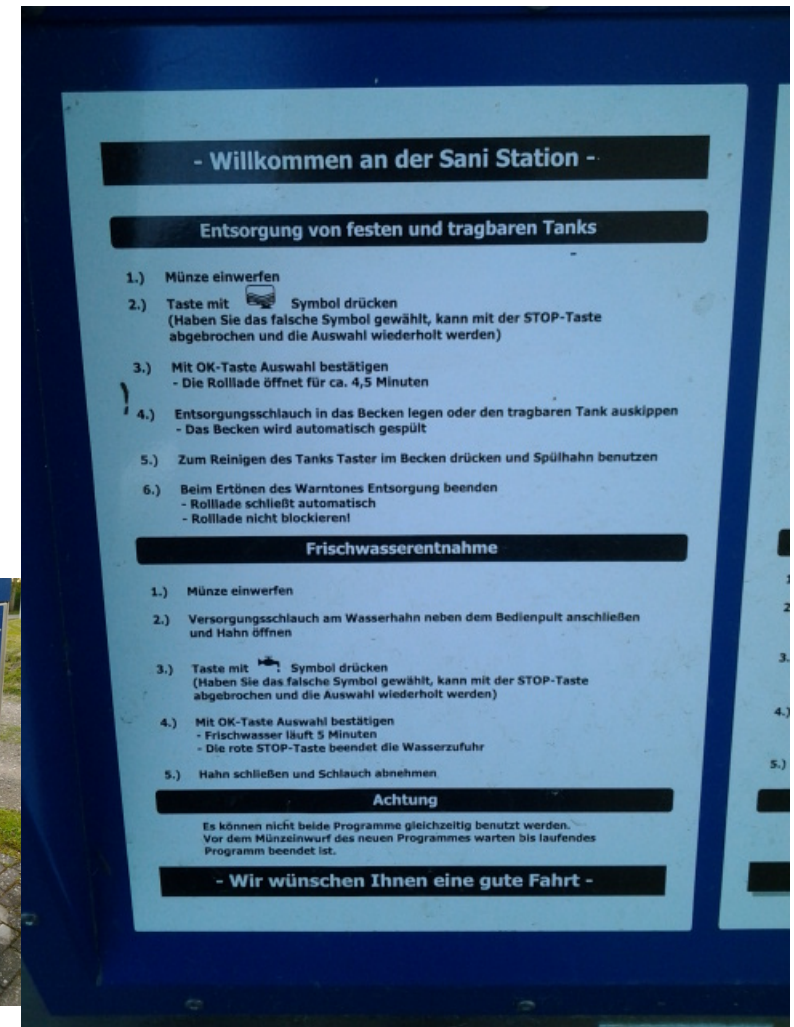 - Willkommen an der Sani Station -
Entsorgung von festen und tragbaren Tanks
1.) Münze einwerfen
2.) Taste mit Symbol drücken
(Haben Sie das falsche Symbol gewählt, kann mit der STOP-Taste
abgebrochen und die Auswahl wiederholt werden)
3.) Mit OK-Taste Auswahl bestätigen
- Die Rolllade öffnet für ca. 4,5 Minuten
4.) Entsorgungsschlauch in das Becken legen oder den tragbaren Tank auskippen
- Das Becken wird automatisch gespült
5.) Zum Reinigen des Tanks Taster im Becken drücken und Spülhahn benutzen
6.) Beim Ertönen des Warntones Entsorgung beenden
- Rolllade schließt automatisch
- Rolllade nicht blockieren!
Frischwasserentnahme
1.) Münze einwerfen
2.) Versorgungsschlauch am Wasserhahn neben dem Bedienpult anschließen
und Hahn öffnen
3.) Taste mit Symbol drücken
(Haben Sie das falsche Symbol gewählt, kann mit der STOP-Taste
abgebrochen und die Auswahl wiederholt werden)
4.) Mit OK-Taste Auswahl bestätigen
- Frischwasser läuft 5 Minuten
- Die rote STOP-Taste beendet die Wasserzufuhr
5.) Hahn schließen und Schlauch abnehmen
Achtung
Es können nicht beide Programme gleichzeitig benutzt werden.
Vor dem Münzeinwurf des neuen Programmes warten bis laufendes
Programm beendet ist.
- Wir wünschen Ihnen eine gute Fahrt -
3.
4.)
5.)